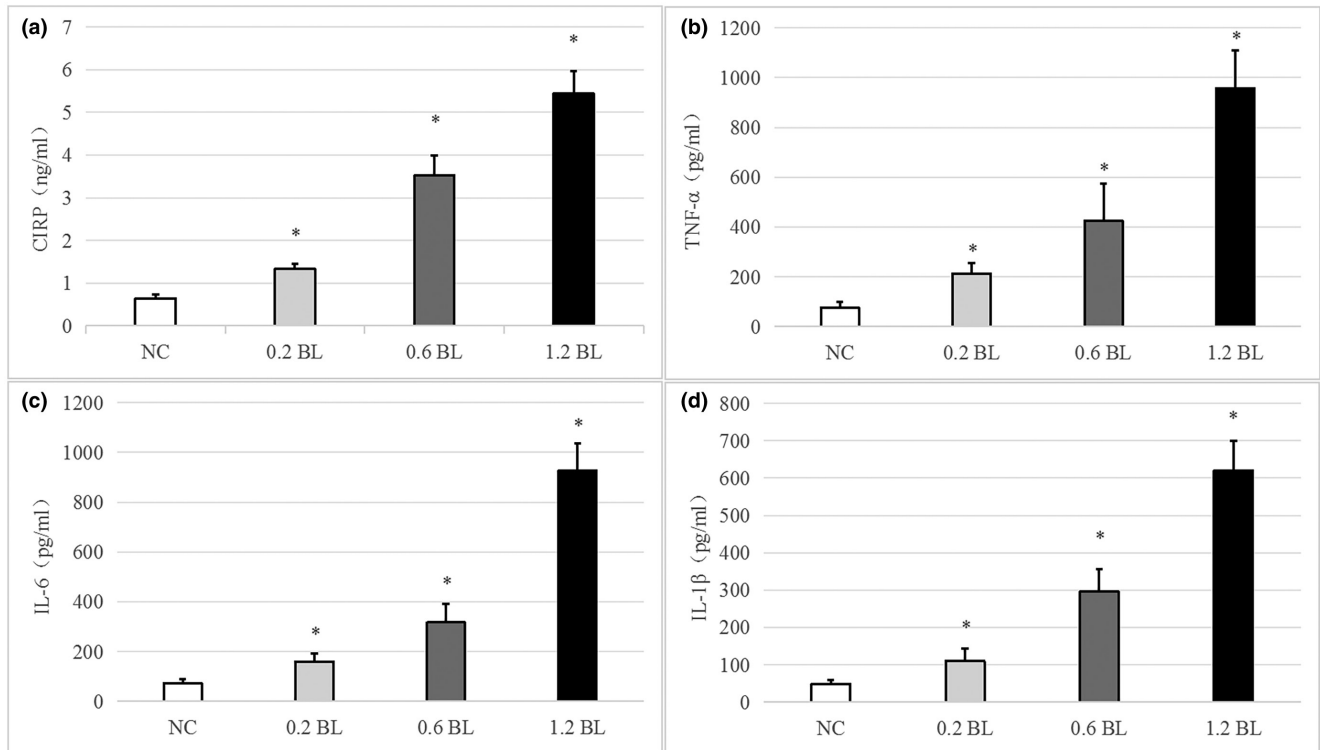 (a)
CIRP（ng/ml）
7
6
5
4
3
2
1
0
*
*
*
NC
0.2 BL
0.6 BL
1.2 BL
(b)
TNF-α（pg/ml）
1200
1000
800
600
400
200
0
*
*
*
NC
0.2 BL
0.6 BL
1.2 BL
(c)
IL-6（pg/ml）
1200
1000
800
600
400
200
0
*
*
*
NC
0.2 BL
0.6 BL
1.2 BL
(d)
IL-1β（pg/ml）
800
700
600
500
400
300
200
100
0
*
*
*
NC
0.2 BL
0.6 BL
1.2 BL